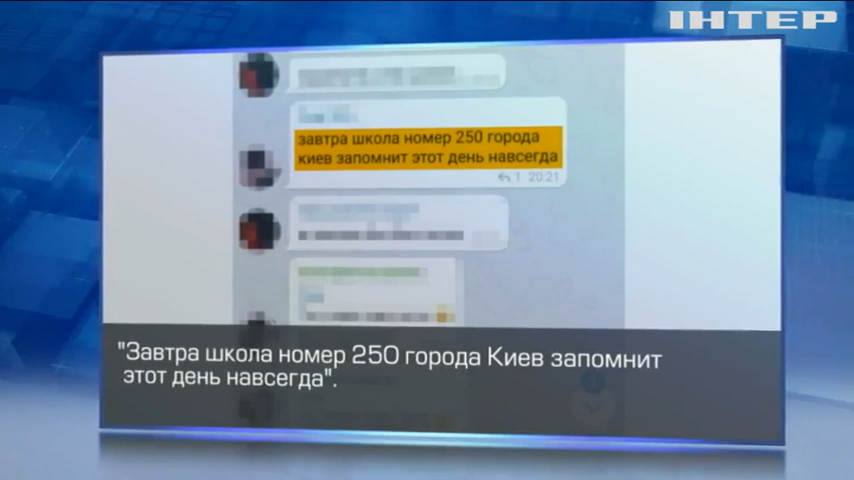 ІНТЕР
завтра школа номер 250 города
киев запомнит этот день навсегда
1 20:21
"Завтра школа номер 250 города Киев запомнит
этот день навсегда".